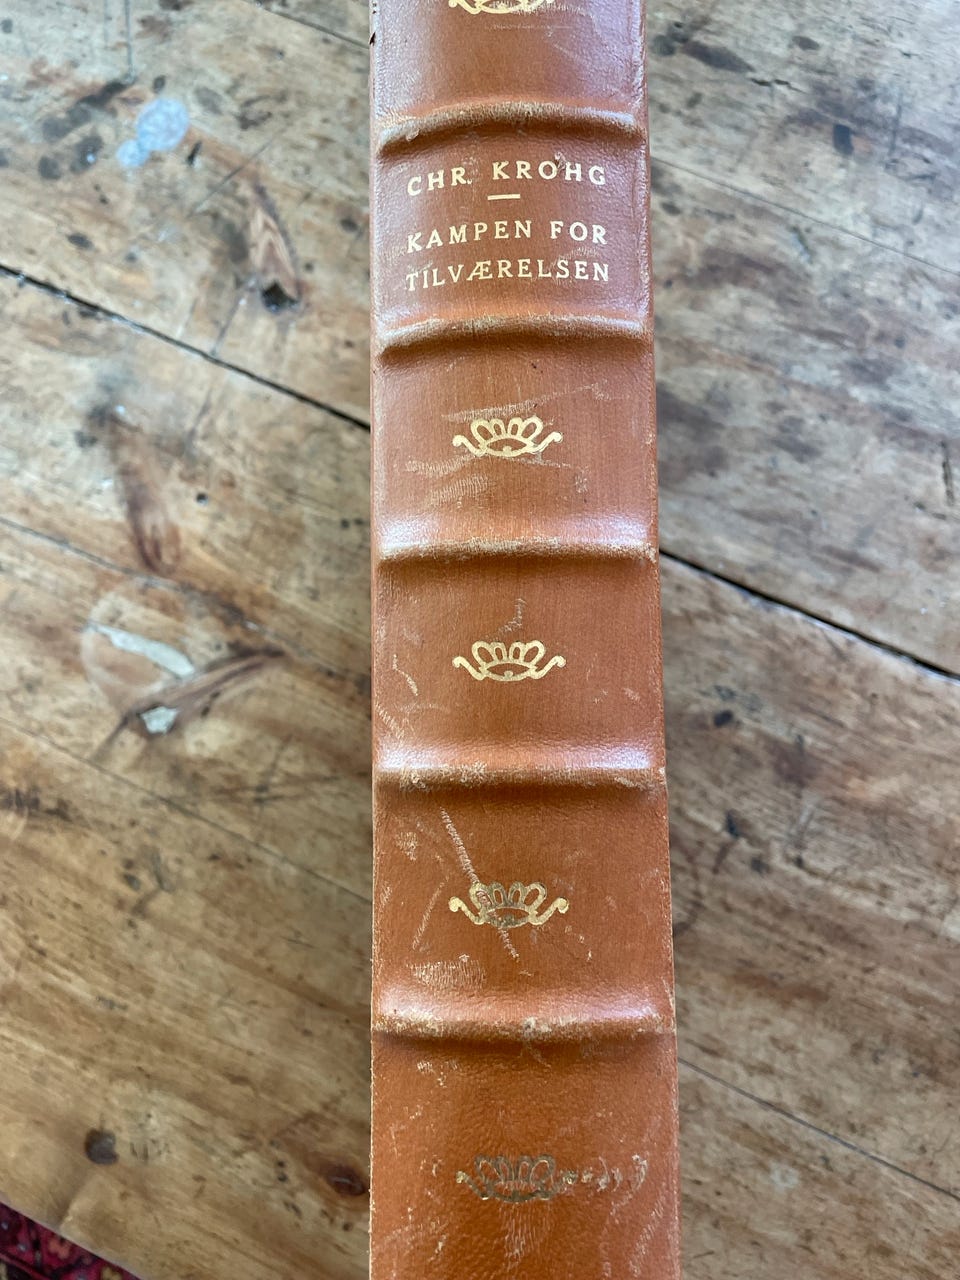 CHR. KROHG
KAMPEN FOR
TILVÆRELSEN